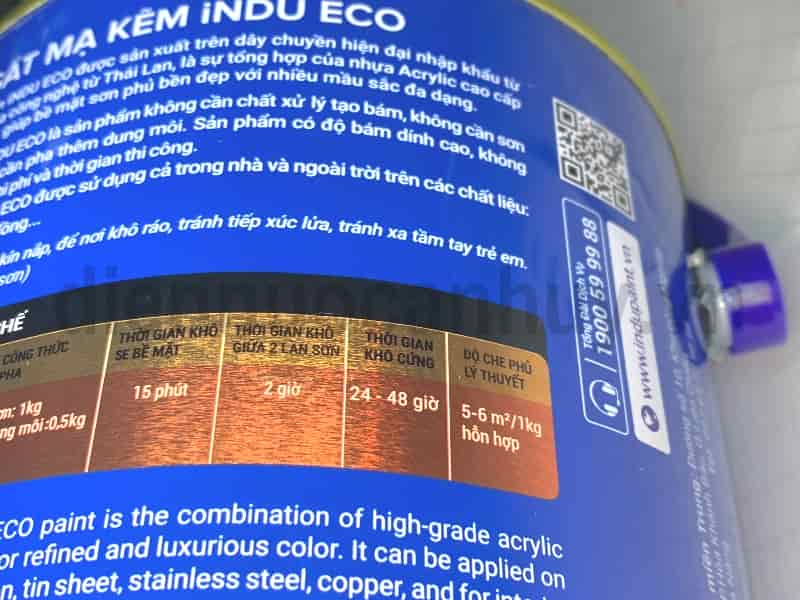 SẮT MẠ KẼM iNDU ECO
INDU ECO được sản xuất trên dây chuyền hiện đại nhập khẩu từ
công nghệ từ Thái Lan, là sự tổng hợp của nhựa Acrylic cao cấp
giúp bề mặt sơn phủ bền đẹp với nhiều mầu sắc đa dạng.
ECO là sản phẩm không cần chất xử lý tạo bám, không cần sơn
cần pha thêm dung môi. Sản phẩm có độ bám dính cao, không
phí và thời gian thi công.
ECO được sử dụng cả trong nhà và ngoài trời trên các chất liệu:
kín nắp, để nơi khô ráo, tránh tiếp xúc lửa, tránh xa tầm tay trẻ em.
sơn)
CÔNG THỨC
PHA
1kg
môi:0,5kg
THỜI GIAN KHÔ
SE BỀ MẶT
15 phút
THỜI GIAN KHÔ
GIỮA 2 LẦN SƠN
2 giờ
THỜI GIAN
KHÔ CỨNG
24 - 48 giờ
ĐỘ CHE PHỦ
LÝ THUYẾT
5-6 m²/1kg
hỗn hợp
ECO paint is the combination of high-grade acrylic
or refined and luxurious color. It can be applied on
tin sheet, stainless steel, copper, and for
Tổng Đài Dịch Vụ
1900 59 99 88
www.indupaint.vn
miền Trung